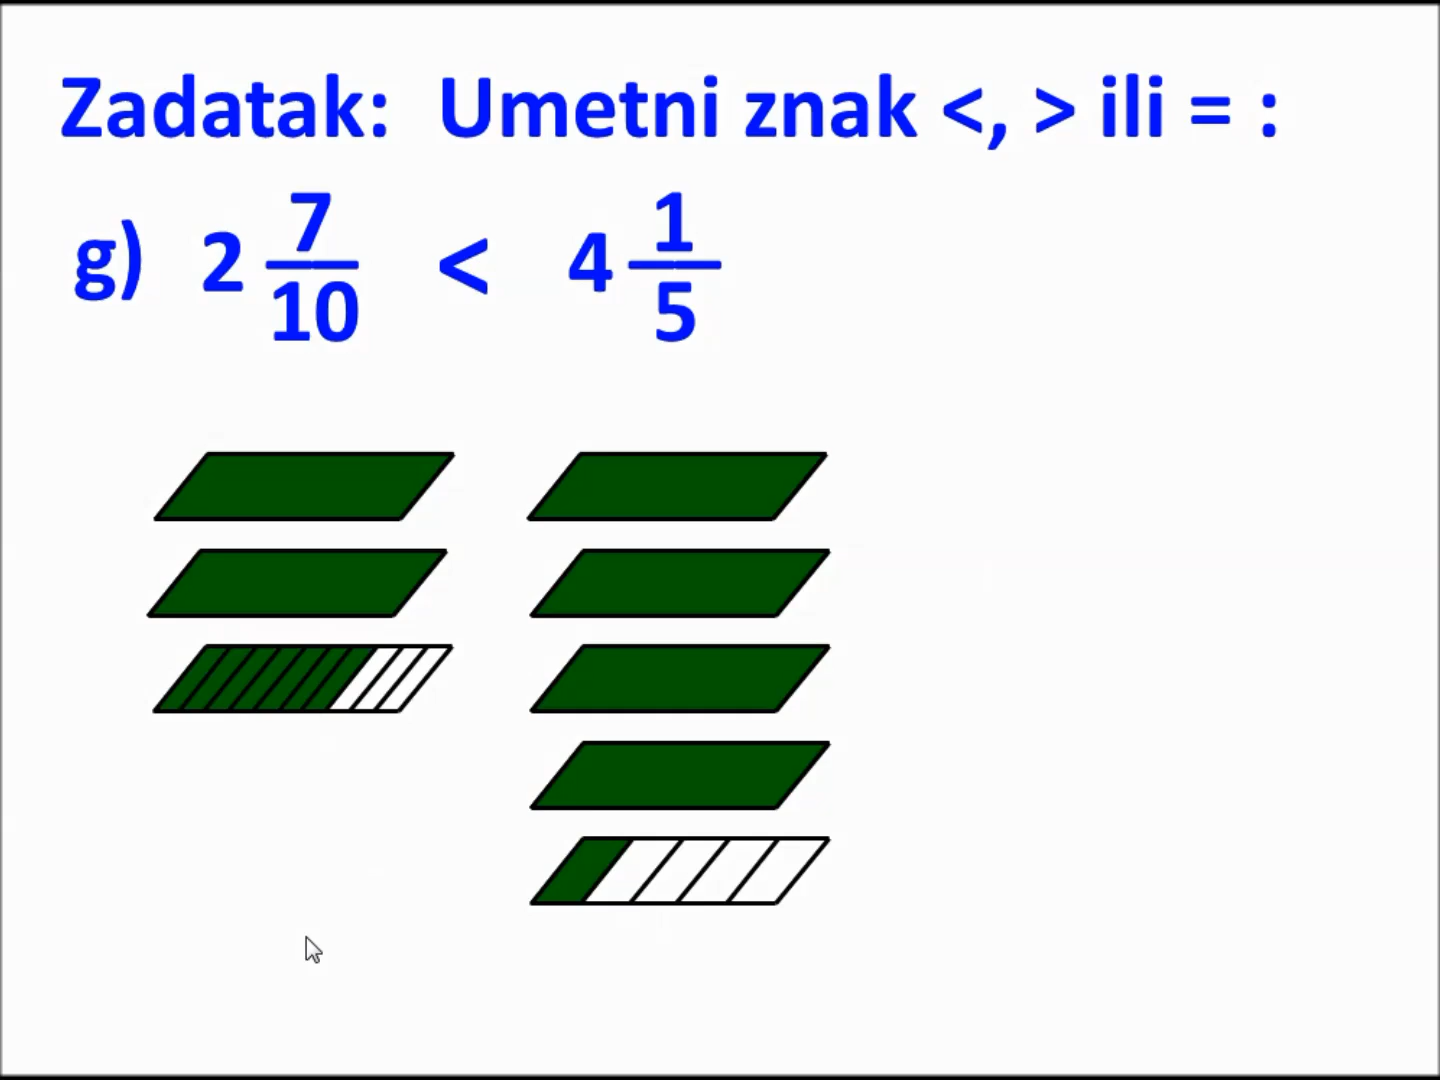 Zadatak: Umetni znak <, > ili = :
g) 2 7/10 < 4 1/5